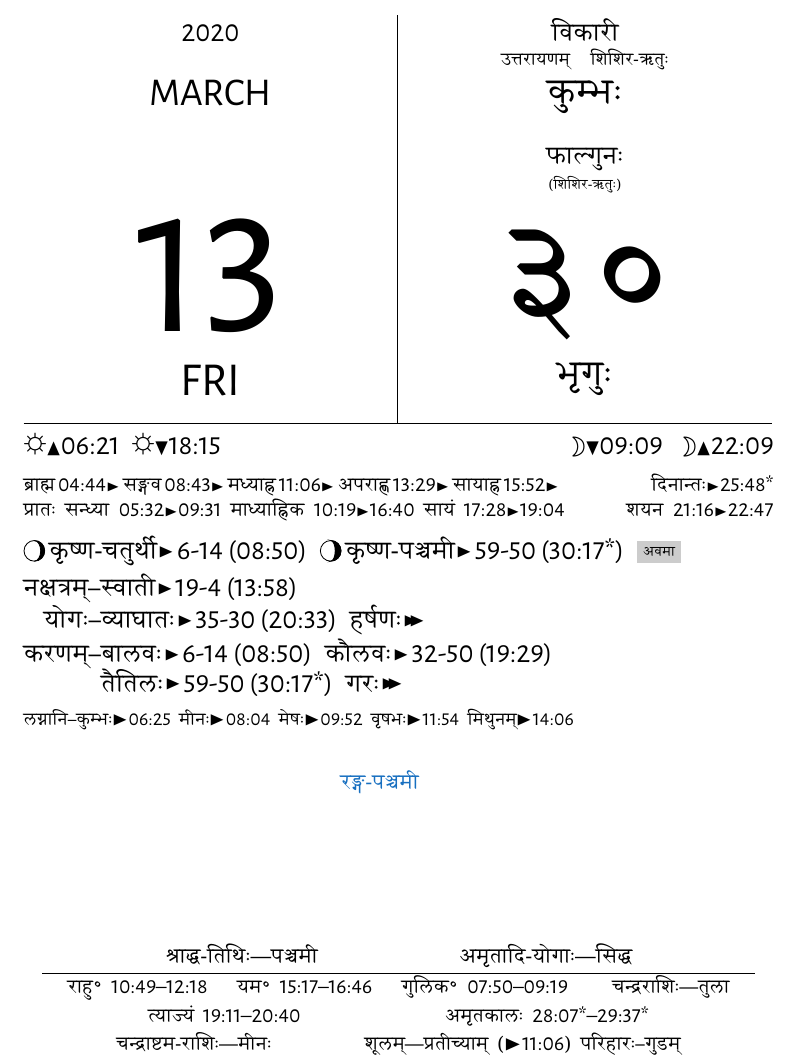 2020
MARCH
13
FRI
विकारी
उत्तरायणम् शिशिर-ऋतुः
कुम्भः
फाल्गुनः
(शिशिर-ऋतुः)
३०
भृगुः
☼▲06:21 ☼▼18:15 ☽▼09:09 ☽▲22:09
ब्राह्म 04:44► सङ्गव 08:43► मध्याह्न 11:06► अपराह्ण 13:29► सायाह्न 15:52► दिनान्तः►25:48*
प्रातः सन्ध्या 05:32►09:31 माध्याह्निक 10:19►16:40 सायं 17:28►19:04 शयन 21:16►22:47
कृष्ण-चतुर्थी► 6-14 (08:50) कृष्ण-पञ्चमी► 59-50 (30:17*) अवमा
नक्षत्रम्–स्वाती►19-4 (13:58)
योगः–व्याघातः►35-30 (20:33) हर्षणः►►
करणम्–बालवः►6-14 (08:50) कौलवः►32-50 (19:29)
तैतिलः►59-50 (30:17*) गरः►►
लग्नानि–कुम्भः►06:25 मीनः►08:04 मेषः►09:52 वृषभः►11:54 मिथुनम्►14:06
रङ्ग-पञ्चमी
श्राद्ध-तिथिः—पञ्चमी अमृतादि-योगाः—सिद्ध
राहु° 10:49–12:18 यम° 15:17–16:46 गुलिक° 07:50–09:19 चन्द्रराशिः—तुला
त्याज्यं 19:11–20:40 अमृतकालः 28:07*–29:37*
चन्द्राष्टम-राशिः—मीनः शूलम्—प्रतीच्याम् (►11:06) परिहारः–गुडम्